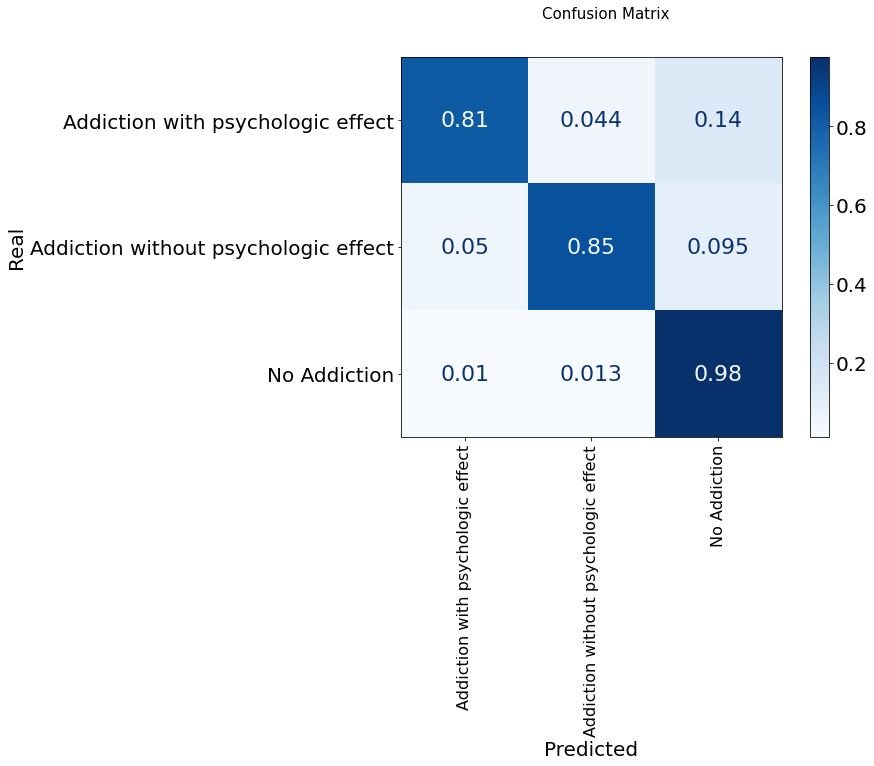 Confusion Matrix
Real
Addiction with psychologic effect
0.81
0.044
0.14
Addiction without psychologic effect
0.05
0.85
0.095
No Addiction
0.01
0.013
0.98
0.8
0.6
0.4
0.2
Addiction with psychologic effect
Addiction without psychologic effect
No Addiction
Predicted